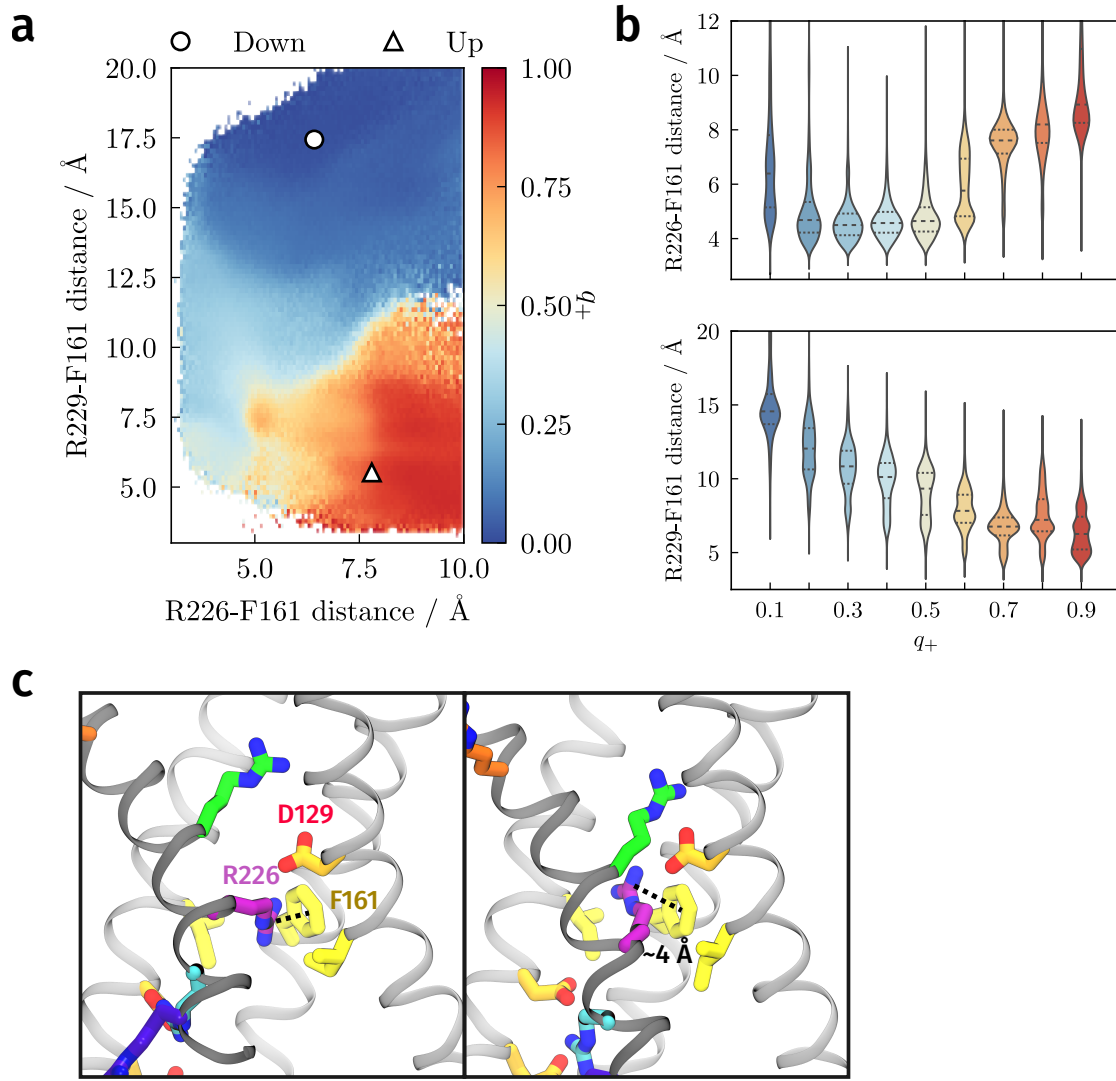 a
Down
Up
20.0
17.5
15.0
12.5
10.0
7.5
5.0
R229-F161 distance / Å
5.0
7.5
10.0
R226-F161 distance / Å
1.00
0.75
0.50
0.25
0.00
q+
b
12
10
8
6
4
R226-F161 distance / Å
20
15
10
5
R229-F161 distance / Å
0.1
0.3
0.5
0.7
0.9
q+
c
D129
R226
F161
~4 Å